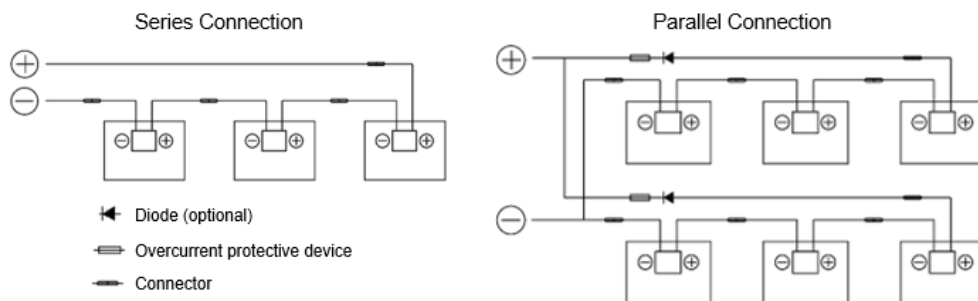 Series Connection
Parallel Connection
Diode (optional)
Overcurrent protective device
Connector